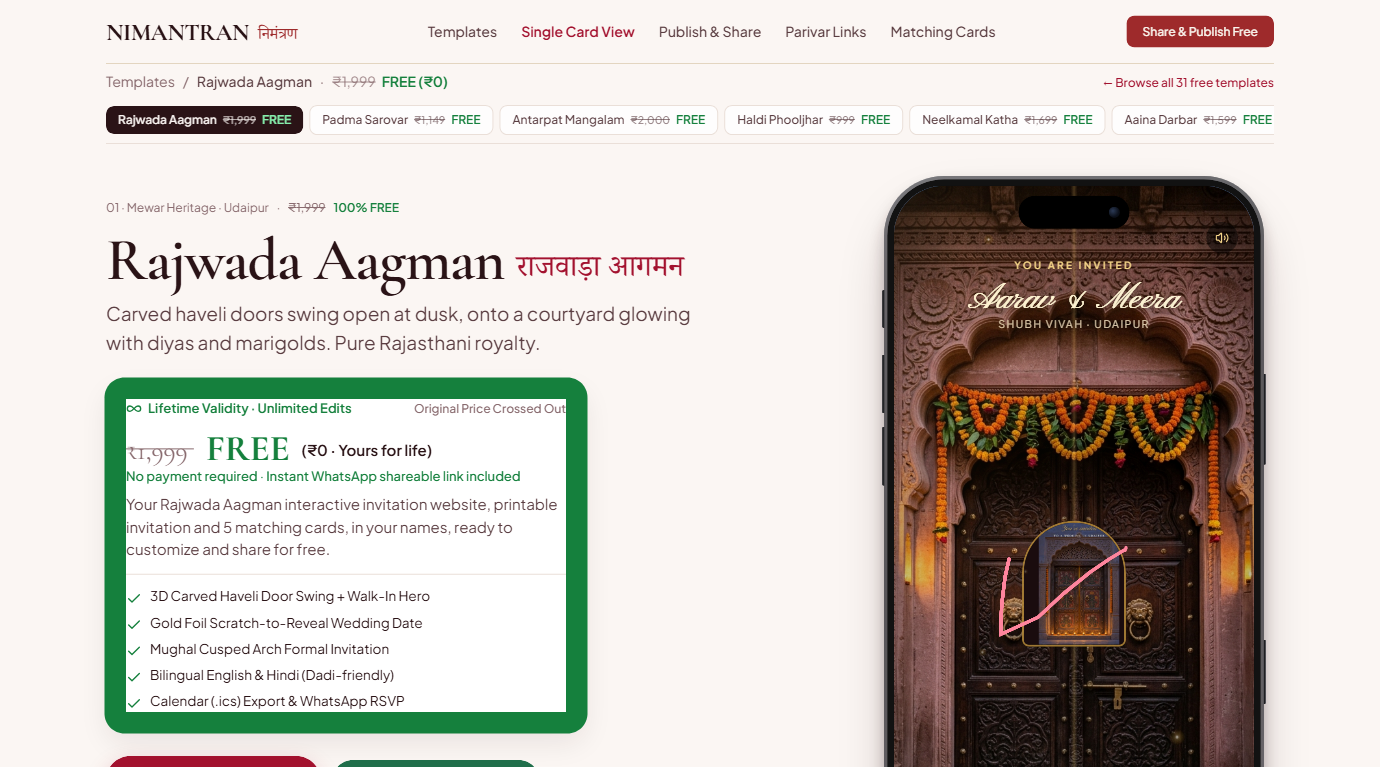 NIMANTRAN निमंत्रण
Templates Single Card View Publish & Share Parivar Links Matching Cards
Share & Publish Free
Templates / Rajwada Aagman · ₹1,999 FREE (₹0)
← Browse all 31 free templates
Rajwada Aagman ₹1,999 FREE Padma Sarovar ₹1,149 FREE Antarpat Mangalam ₹2,000 FREE Haldi Phooljhar ₹999 FREE Neelkamal Katha ₹1,699 FREE Aaina Darbar ₹1,599 FREE
01 · Mewar Heritage · Udaipur · ₹1,999 100% FREE
Rajwada Aagman राजवाड़ा आगमन
Carved haveli doors swing open at dusk, onto a courtyard glowing
with diyas and marigolds. Pure Rajasthani royalty.
Lifetime Validity · Unlimited Edits Original Price Crossed Out
₹1,999 FREE (₹0 · Yours for life)
No payment required · Instant WhatsApp shareable link included
Your Rajwada Aagman interactive invitation website, printable
invitation and 5 matching cards, in your names, ready to
customize and share for free.
3D Carved Haveli Door Swing + Walk-In Hero
Gold Foil Scratch-to-Reveal Wedding Date
Mughal Cusped Arch Formal Invitation
Bilingual English & Hindi (Dadi-friendly)
Calendar (.ics) Export & WhatsApp RSVP
YOU ARE INVITED
Aarav & Meera
SHUBH VIVAH · UDAIPUR